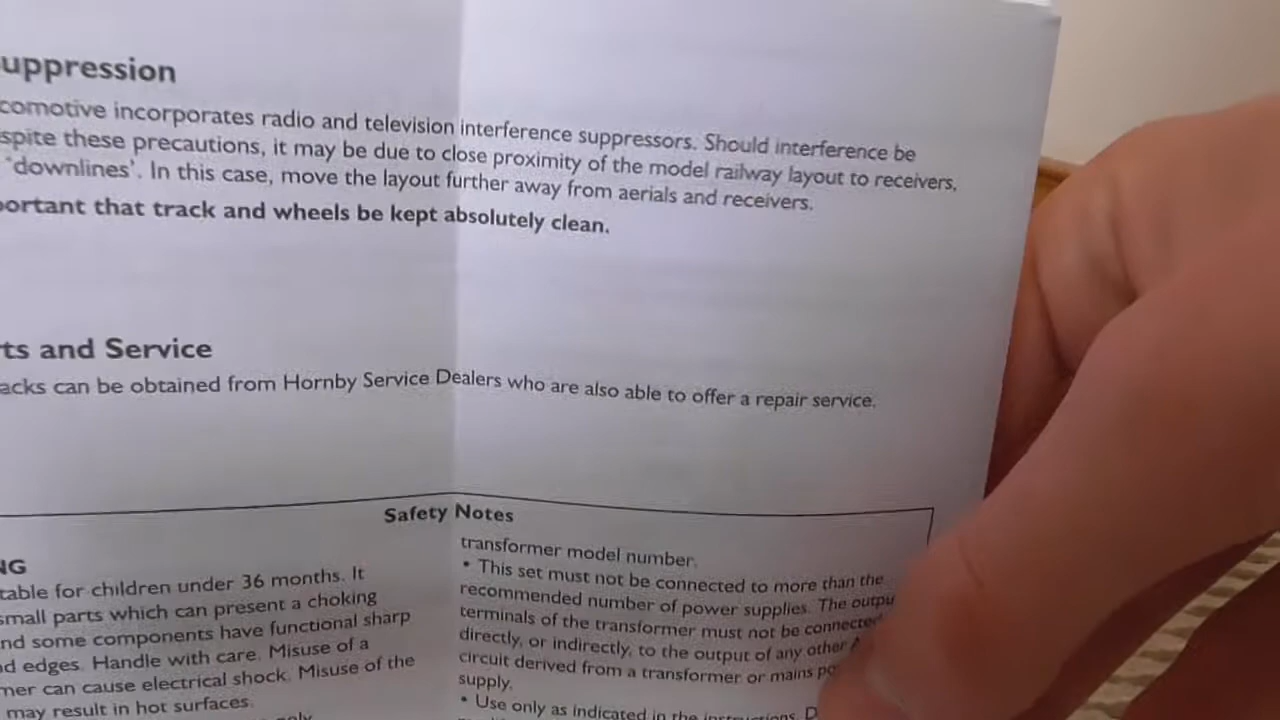 uppression
comotive incorporates radio and television interference suppressors. Should interference be
spite these precautions, it may be due to close proximity of the model railway layout to receivers,
'downlines'. In this case, move the layout further away from aerials and receivers.
portant that track and wheels be kept absolutely clean.
ts and Service
acks can be obtained from Hornby Service Dealers who are also able to offer a repair service.
Safety Notes
NG
table for children under 36 months. It
small parts which can present a choking
nd some components have functional sharp
d edges. Handle with care. Misuse of a
mer can cause electrical shock. Misuse of the
may result in hot surfaces.
only
transformer model number.
• This set must not be connected to more than the
recommended number of power supplies. The outpu
terminals of the transformer must not be connected
directly, or indirectly, to the output of any other A
circuit derived from a transformer or mains po
supply.
• Use only as indicated in the instructions. D